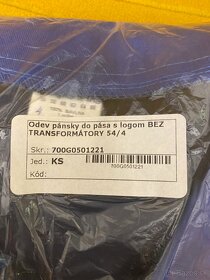 Odev pánsky do pása s logom BEZ
TRANSFORMÁTORY 54/4
Skr.: 700G0501221
Jed.: KS
700G0501221
Kód: